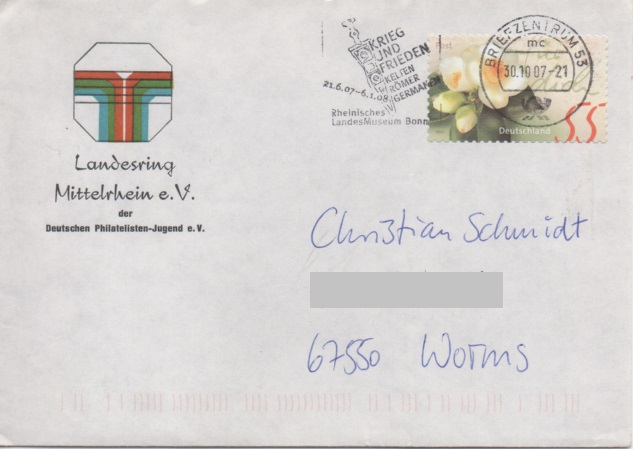 Landesring
Mittelrhein e.V.
der
Deutschen Philatelisten-Jugend e.V.
KRIEG
UND
FRIEDEN
KELTEN
RÖMER
GERMANEN
21.6.07-6.1.08
Rheinisches
LandesMuseum Bonn
BRIEFZENTRUM 53
mc
30.10.07-21
Post
Deutschland
55
Christian Schmidt
67550 Worms